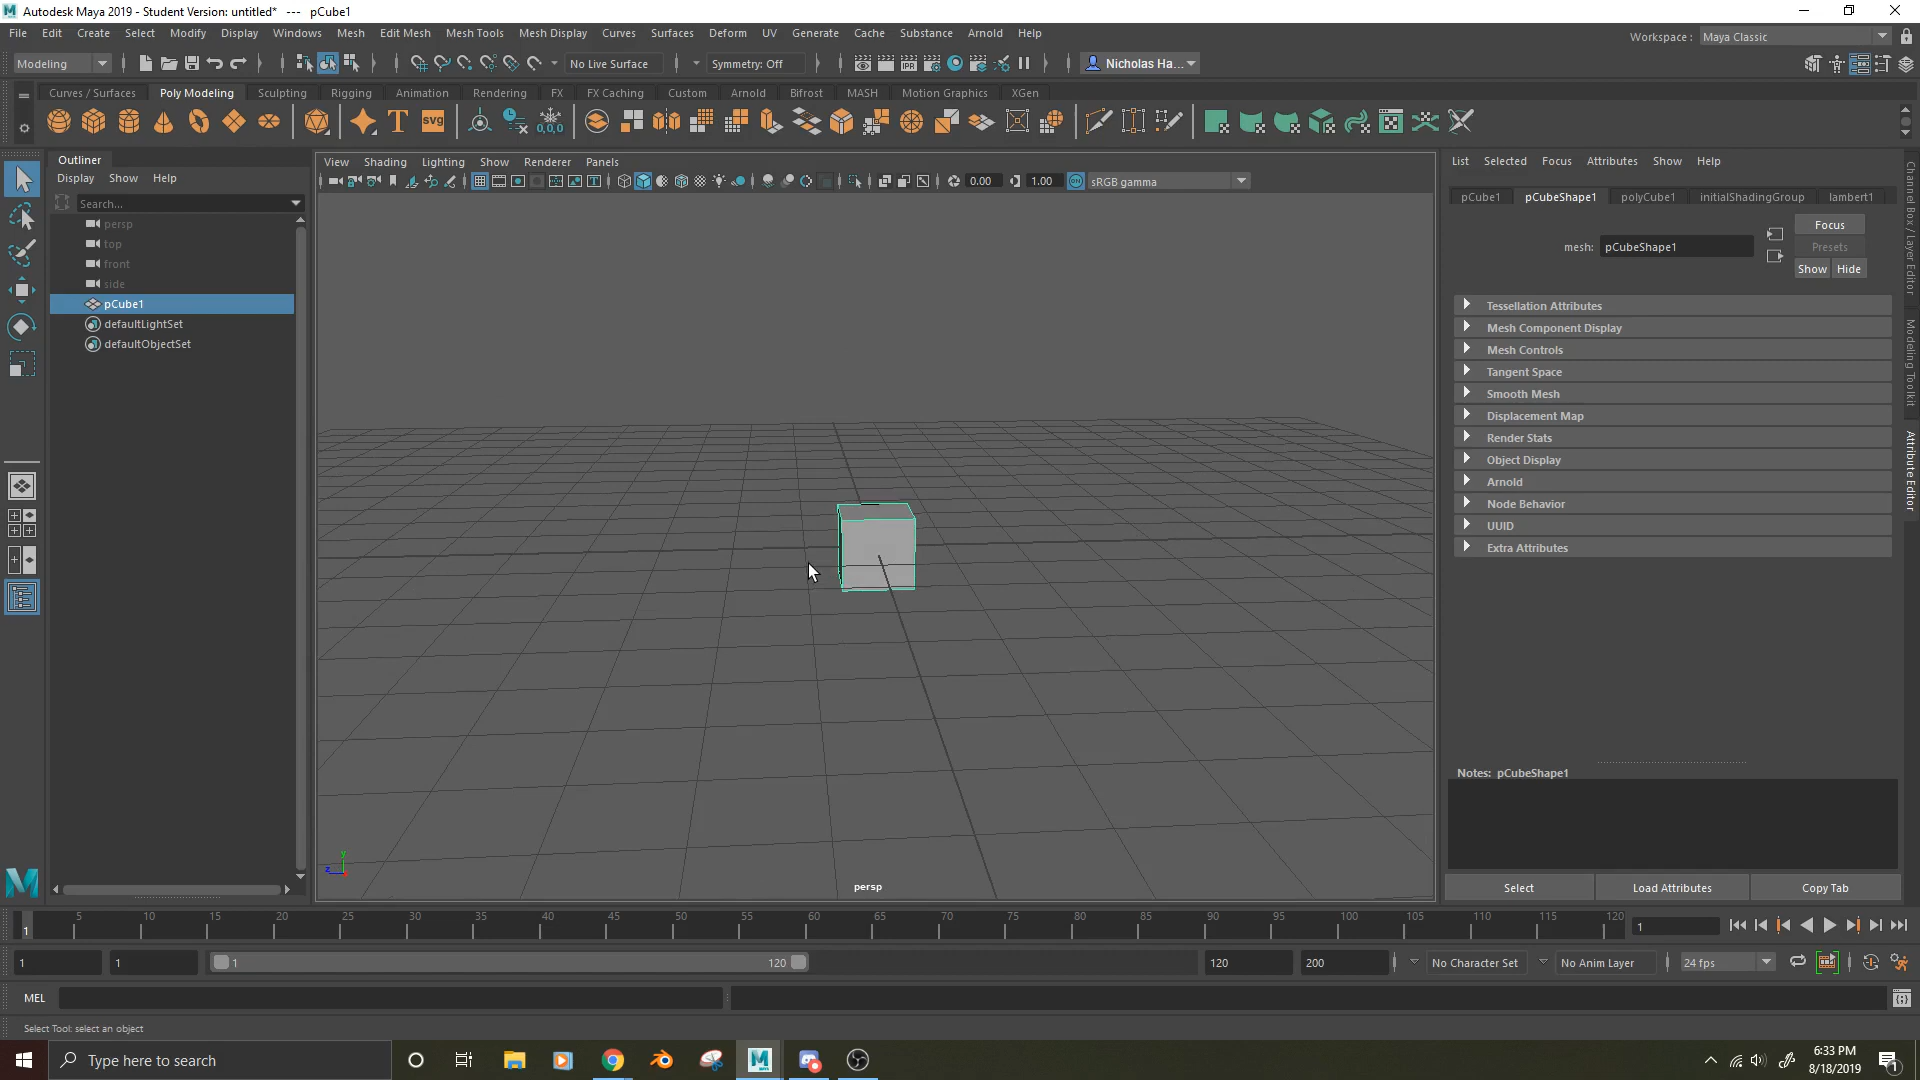 Autodesk Maya 2019 - Student Version: untitled*   ---   pCube1
File Edit Create Select Modify Display Windows Mesh Edit Mesh Mesh Tools Mesh Display Curves Surfaces Deform UV Generate Cache Substance Arnold Help
Workspace : Maya Classic
Modeling No Live Surface Symmetry: Off IPR Nicholas Ha...
Curves / Surfaces Poly Modeling Sculpting Rigging Animation Rendering FX FX Caching Custom Arnold Bifrost MASH Motion Graphics XGen
T svg 0,0,0
Outliner
Display Show Help
Search...
persp
top
front
side
pCube1
defaultLightSet
defaultObjectSet
View Shading Lighting Show Renderer Panels
0.00 1.00 ON sRGB gamma
y
z
persp
List Selected Focus Attributes Show Help
pCube1 pCubeShape1 polyCube1 initialShadingGroup lambert1
mesh: pCubeShape1
Focus
Presets
Show Hide
Tessellation Attributes
Mesh Component Display
Mesh Controls
Tangent Space
Smooth Mesh
Displacement Map
Render Stats
Object Display
Arnold
Node Behavior
UUID
Extra Attributes
Notes: pCubeShape1
Select Load Attributes Copy Tab
Channel Box / Layer Editor
Modeling Toolkit
Attribute Editor
1 5 10 15 20 25 30 35 40 45 50 55 60 65 70 75 80 85 90 95 100 105 110 115 120 1
1 1 1 120 120 200 No Character Set No Anim Layer 24 fps
MEL
Select Tool: select an object
Type here to search
6:33 PM
8/18/2019
1